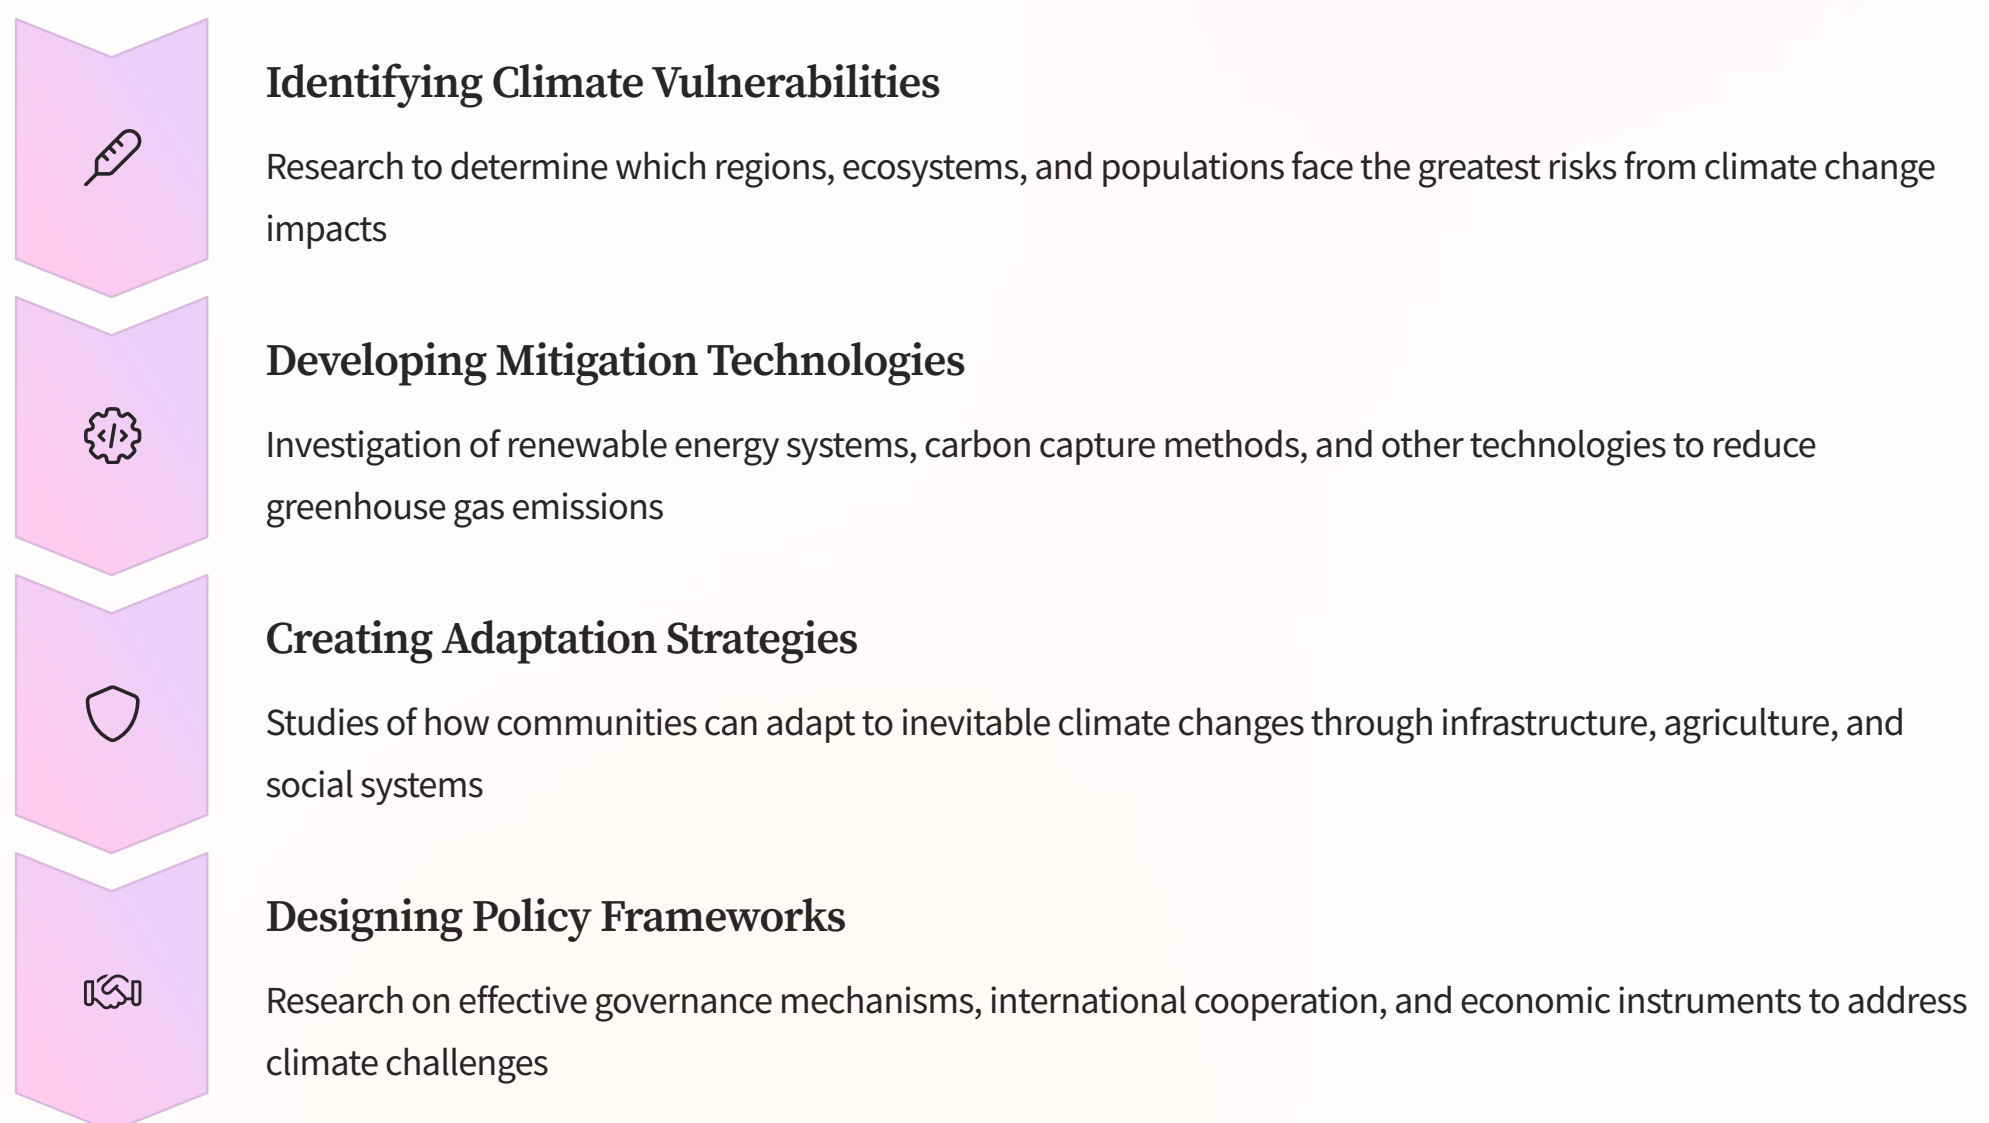 Identifying Climate Vulnerabilities
Research to determine which regions, ecosystems, and populations face the greatest risks from climate change
impacts
Developing Mitigation Technologies
Investigation of renewable energy systems, carbon capture methods, and other technologies to reduce
greenhouse gas emissions
Creating Adaptation Strategies
Studies of how communities can adapt to inevitable climate changes through infrastructure, agriculture, and
social systems
Designing Policy Frameworks
Research on effective governance mechanisms, international cooperation, and economic instruments to address
climate challenges